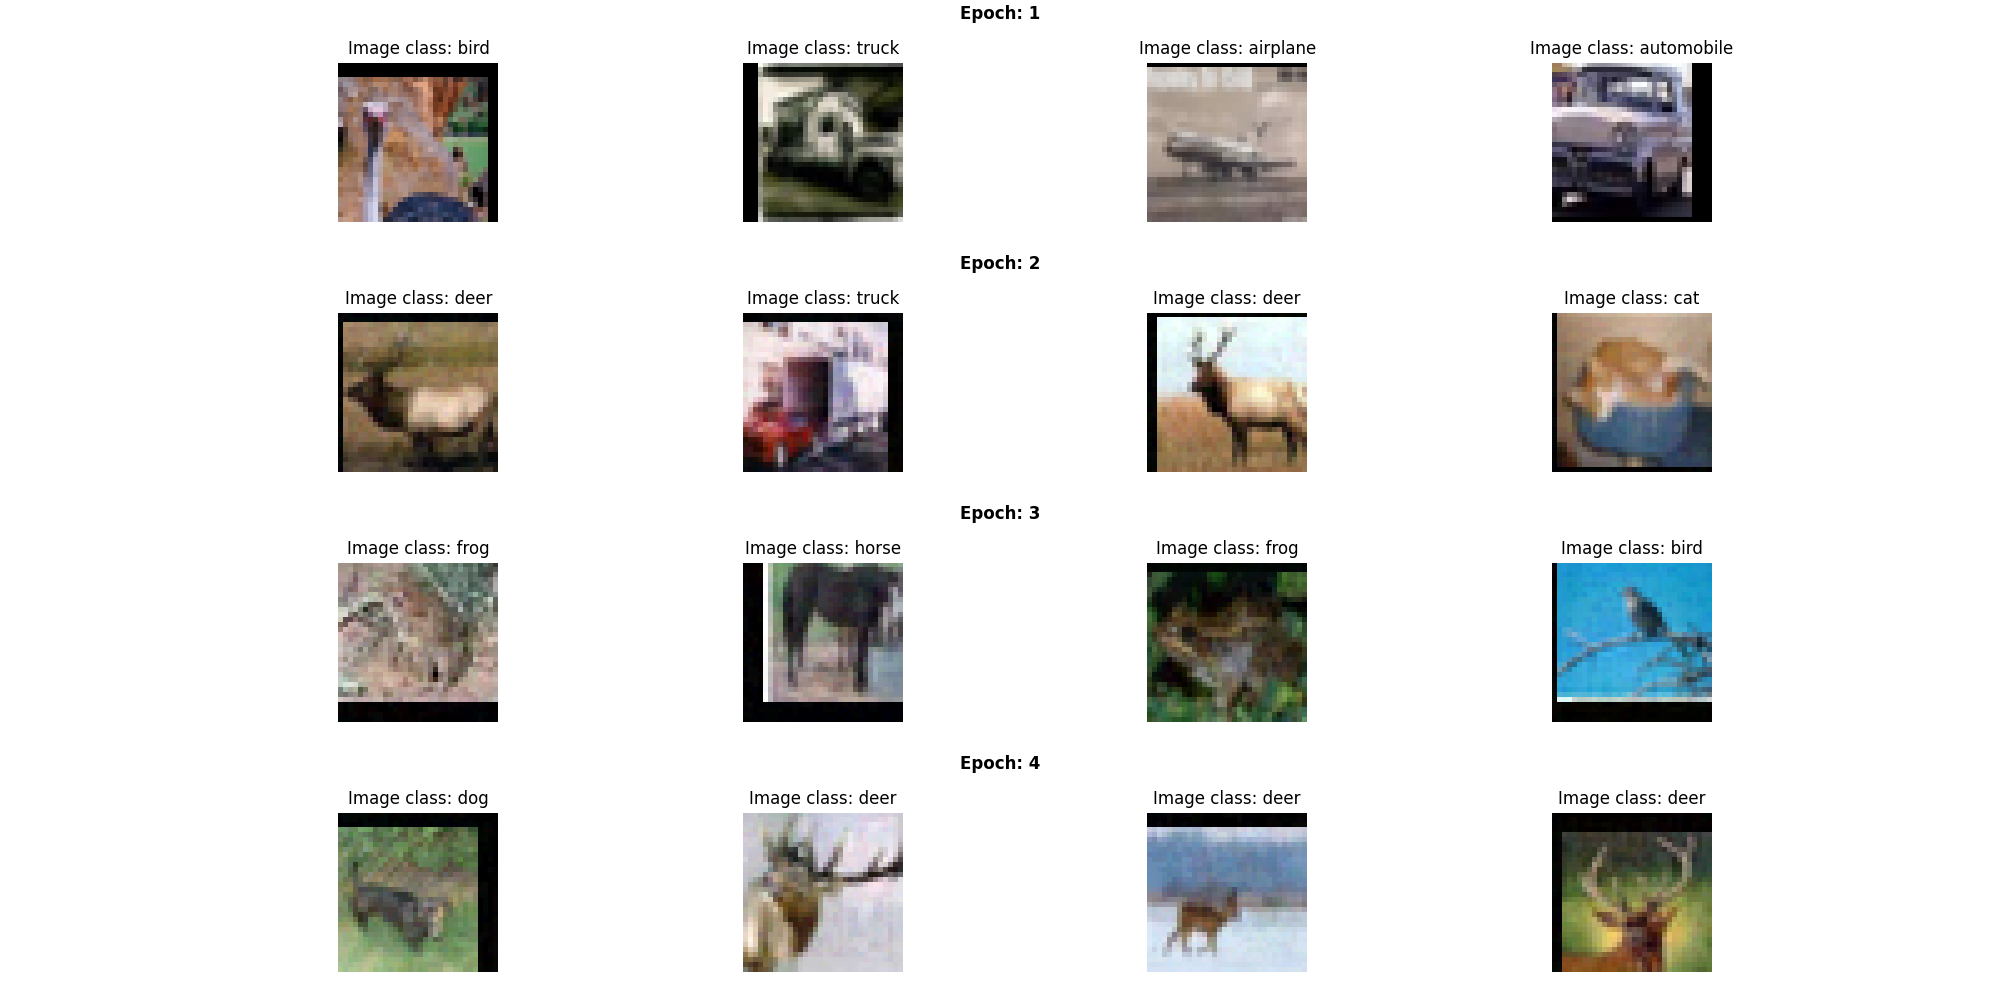 Epoch: 1
Image class: bird
Image class: truck
Image class: airplane
Image class: automobile
Epoch: 2
Image class: deer
Image class: truck
Image class: deer
Image class: cat
Epoch: 3
Image class: frog
Image class: horse
Image class: frog
Image class: bird
Epoch: 4
Image class: dog
Image class: deer
Image class: deer
Image class: deer